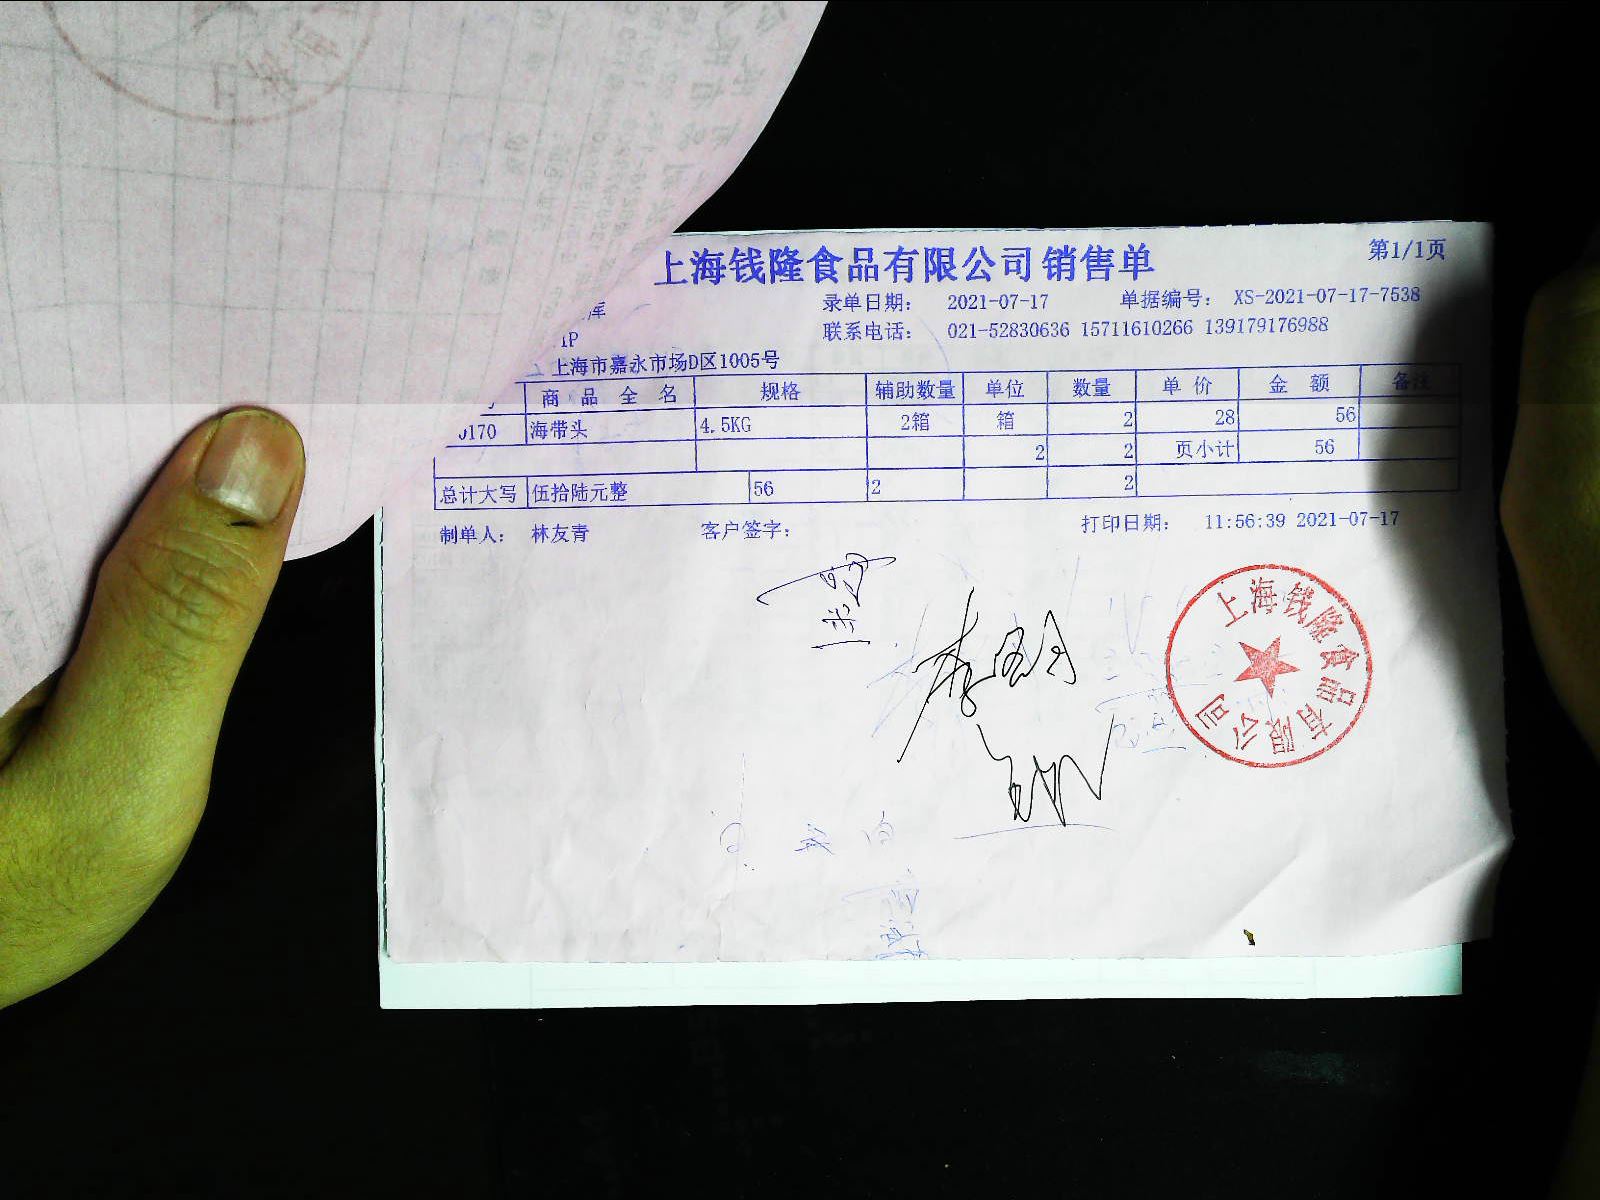 上海钱隆食品有限公司销售单 第1/1页
库 录单日期: 2021-07-17 单据编号: XS-2021-07-17-7538
联系电话: 021-52830636 15711610266 139179176988
上海市嘉永市场D区1005号
商品全名 规格 辅助数量 单位 数量 单价 金额 备注
0170 海带头 4.5KG 2箱 箱 2 28 56
2 2 页小计 56
总计大写 伍拾陆元整 56 2 2
制单人: 林友青 客户签字: 打印日期: 11:56:39 2021-07-17
上海钱隆食品有限公司